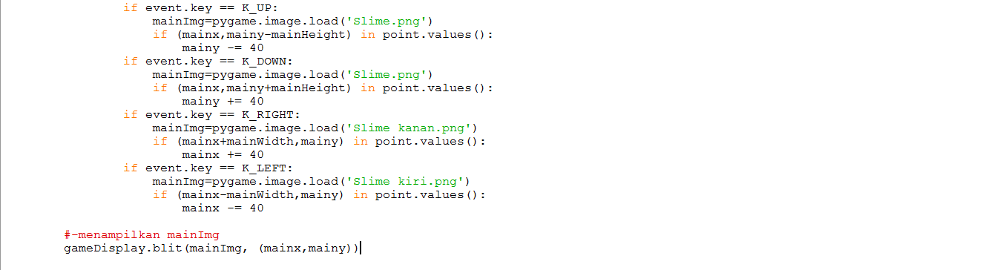 if event.key == K_UP:
mainImg=pygame.image.load('Slime.png')
if (mainx,mainy-mainHeight) in point.values():
mainy -= 40
if event.key == K_DOWN:
mainImg=pygame.image.load('Slime.png')
if (mainx,mainy+mainHeight) in point.values():
mainy += 40
if event.key == K_RIGHT:
mainImg=pygame.image.load('Slime kanan.png')
if (mainx+mainWidth,mainy) in point.values():
mainx += 40
if event.key == K_LEFT:
mainImg=pygame.image.load('Slime kiri.png')
if (mainx-mainWidth,mainy) in point.values():
mainx -= 40
#-menampilkan mainImg
gameDisplay.blit(mainImg, (mainx,mainy))